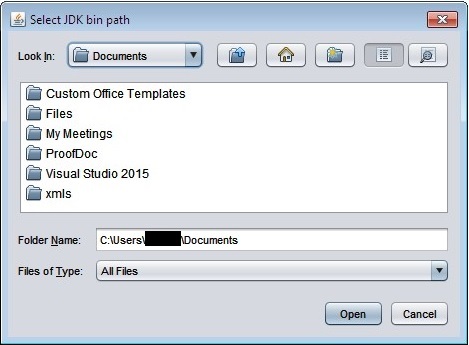 Select JDK bin path
Look In: Documents
Custom Office Templates
Files
My Meetings
ProofDoc
Visual Studio 2015
xmls
Folder Name: C:\Users\ \Documents
Files of Type: All Files
Open Cancel